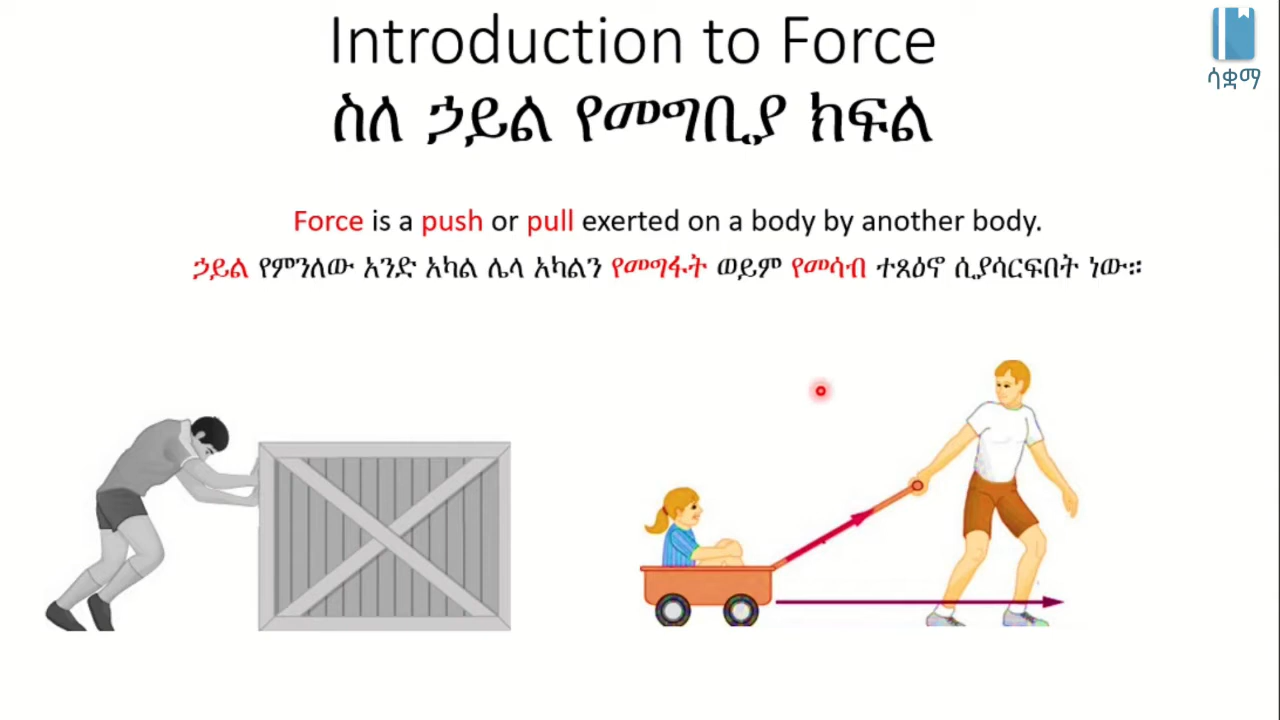 Introduction to Force
ስለ ኃይል የመግቢያ ክፍል
ሳቋማ
Force is a push or pull exerted on a body by another body.
ኃይል የምንለው አንድ አካል ሌላ አካልን የመግፋት ወይም የመሳብ ተጽዕኖ ሲያሳርፍበት ነው።